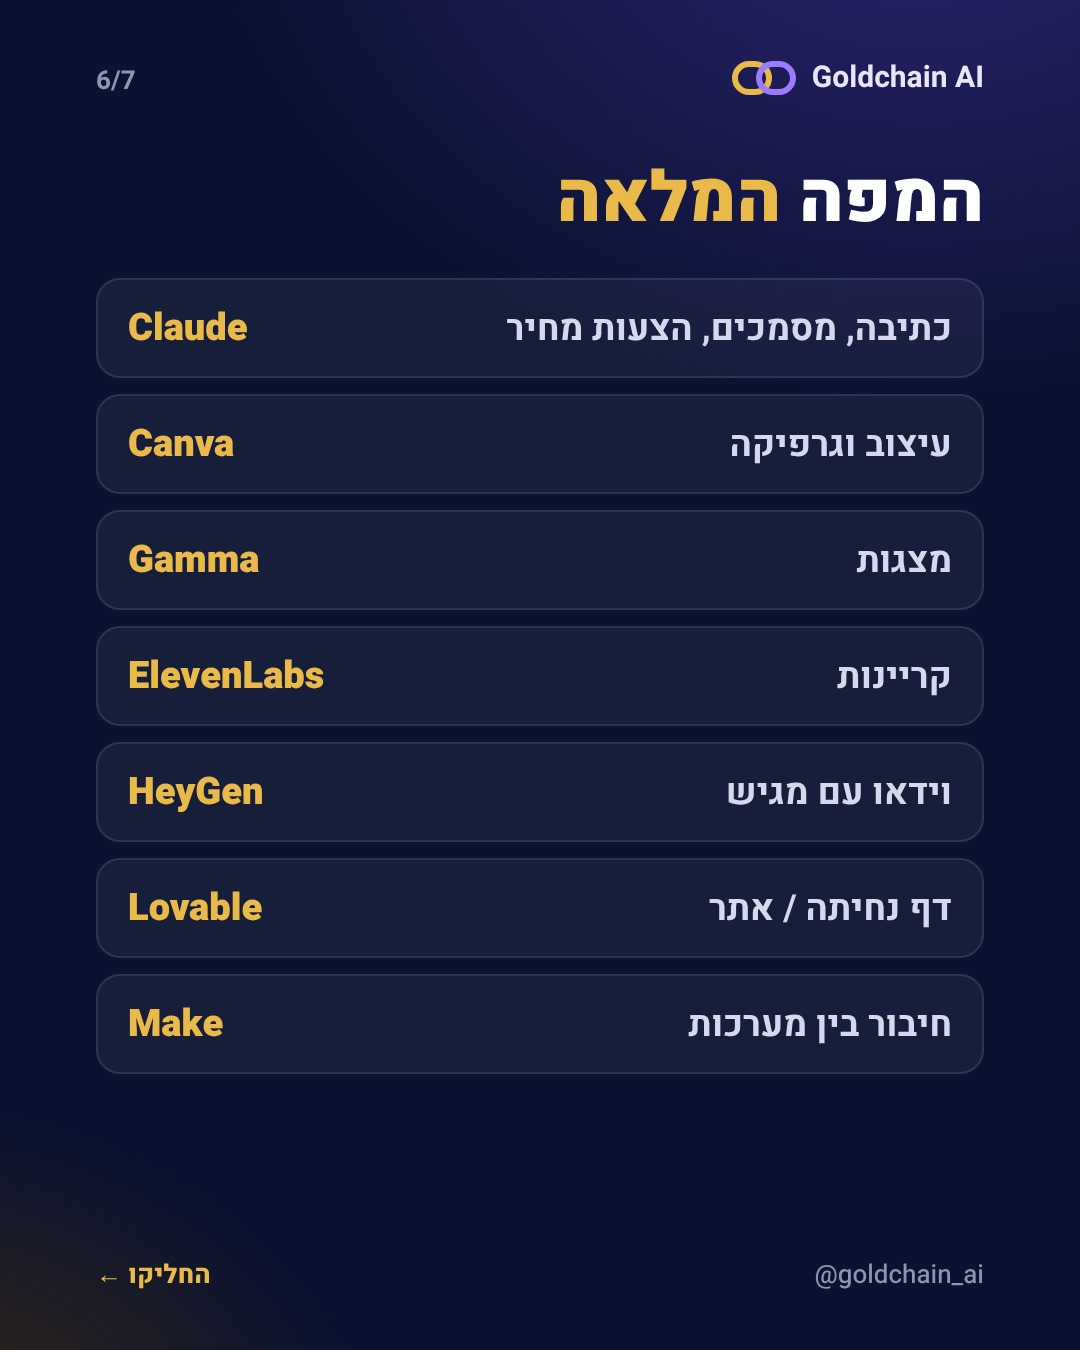 Goldchain AI
6/7
המפה המלאה
כתיבה, מסמכים, הצעות מחיר Claude
עיצוב וגרפיקה Canva
מצגות Gamma
קריינות ElevenLabs
וידאו עם מגיש HeyGen
דף נחיתה / אתר Lovable
חיבור בין מערכות Make
@goldchain_ai
החליקו ←